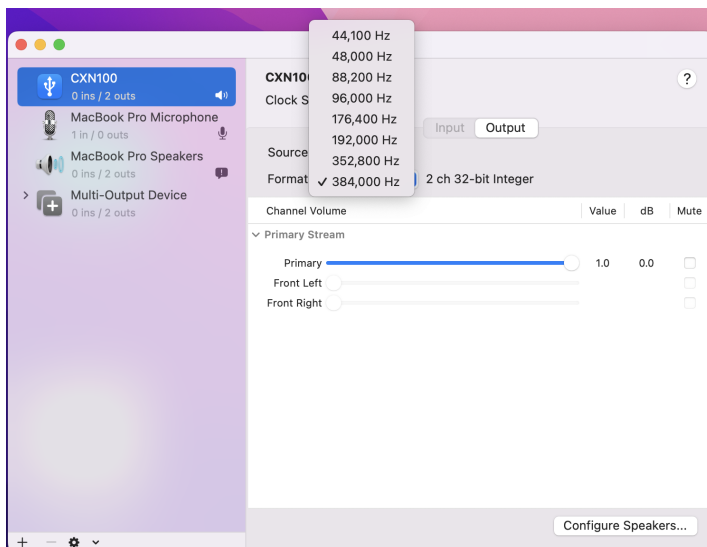 44,100 Hz
48,000 Hz
88,200 Hz
96,000 Hz
176,400 Hz
192,000 Hz
352,800 Hz
✓ 384,000 Hz
CXN100
0 ins / 2 outs
MacBook Pro Microphone
1 in / 0 outs
MacBook Pro Speakers
0 ins / 2 outs
Multi-Output Device
0 ins / 2 outs
CXN10
?
Clock S
Input Output
Source
Format 2 ch 32-bit Integer
Channel Volume Value dB Mute
Primary Stream
Primary 1.0 0.0
Front Left
Front Right
Configure Speakers...